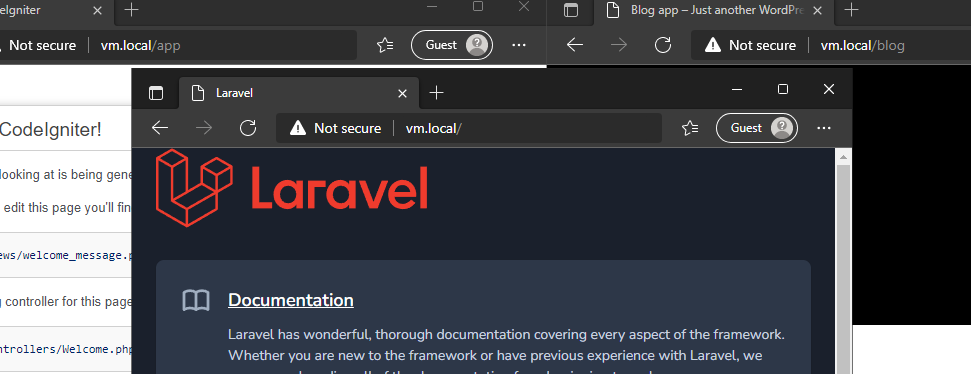 deIgniter
Not secure vm.local/app
Guest
Blog app – Just another WordPre
Not secure vm.local/blog
CodeIgniter!
looking at is being gene
edit this page you'll fin
ews/welcome_message.p
g controller for this page
ntrollers/Welcome.php
Laravel
Not secure vm.local/
Guest
Laravel
Documentation
Laravel has wonderful, thorough documentation covering every aspect of the framework.
Whether you are new to the framework or have previous experience with Laravel, we